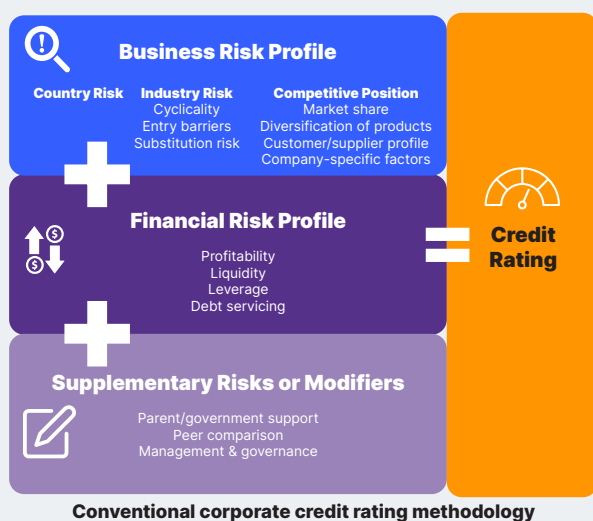 Business Risk Profile
Country Risk
Industry Risk
Cyclicality
Entry barriers
Substitution risk
Competitive Position
Market share
Diversification of products
Customer/supplier profile
Company-specific factors
Financial Risk Profile
Profitability
Liquidity
Leverage
Debt servicing
Supplementary Risks or Modifiers
Parent/government support
Peer comparison
Management & governance
Credit
Rating
Conventional corporate credit rating methodology